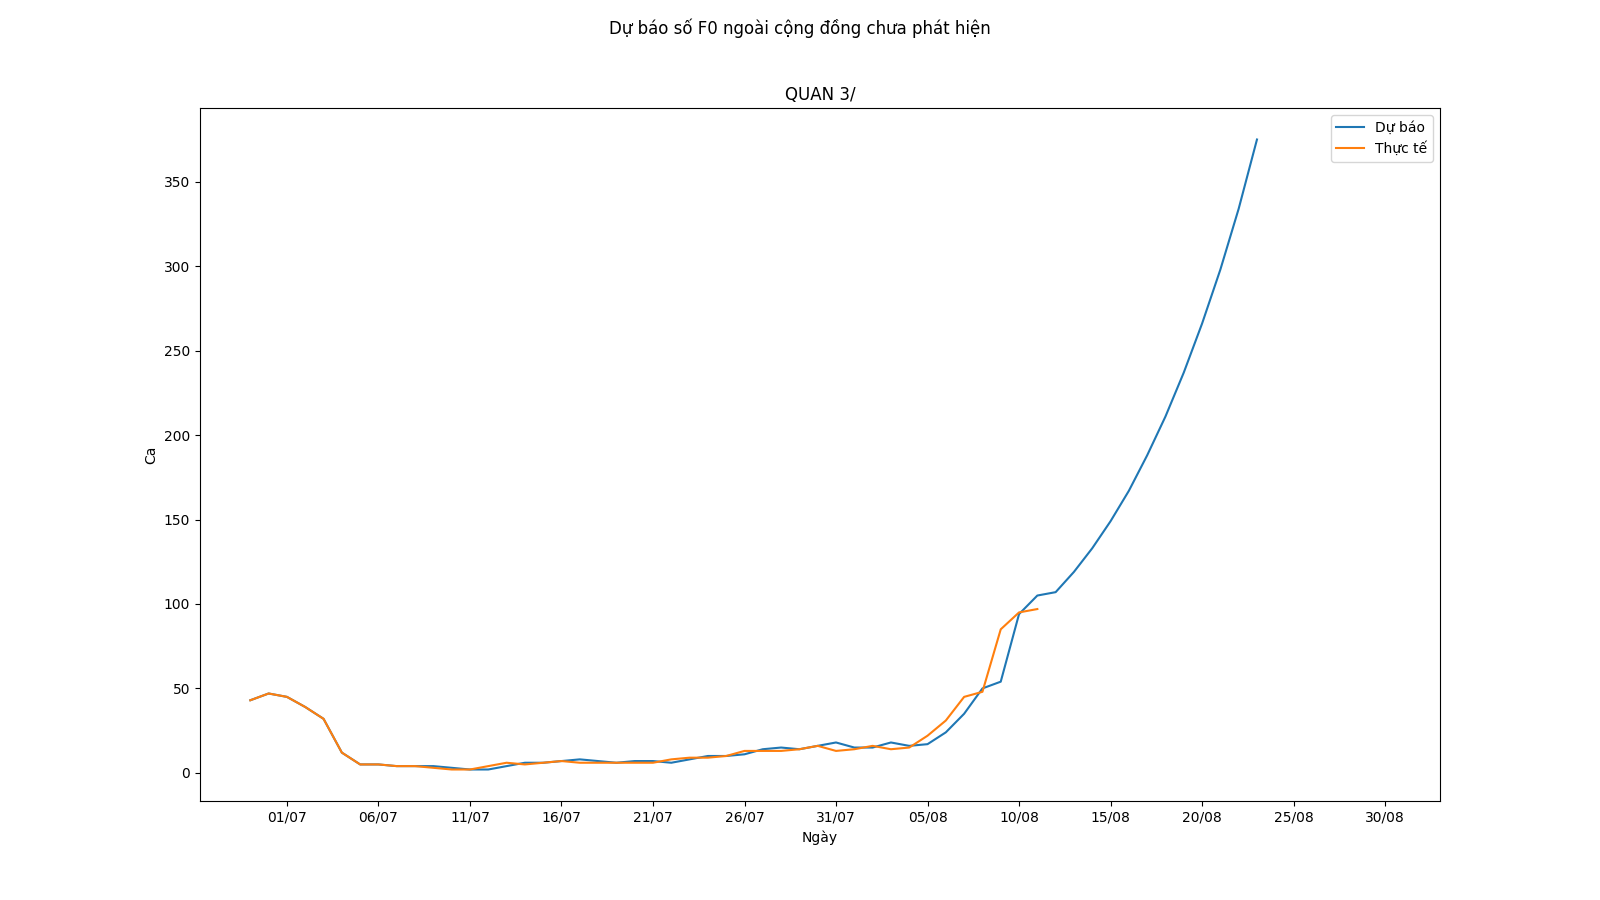 Dự báo số F0 ngoài cộng đồng chưa phát hiện
QUAN 3/
Dự báo
Thực tế
Ca
350
300
250
200
150
100
50
0
01/07 06/07 11/07 16/07 21/07 26/07 31/07 05/08 10/08 15/08 20/08 25/08 30/08
Ngày